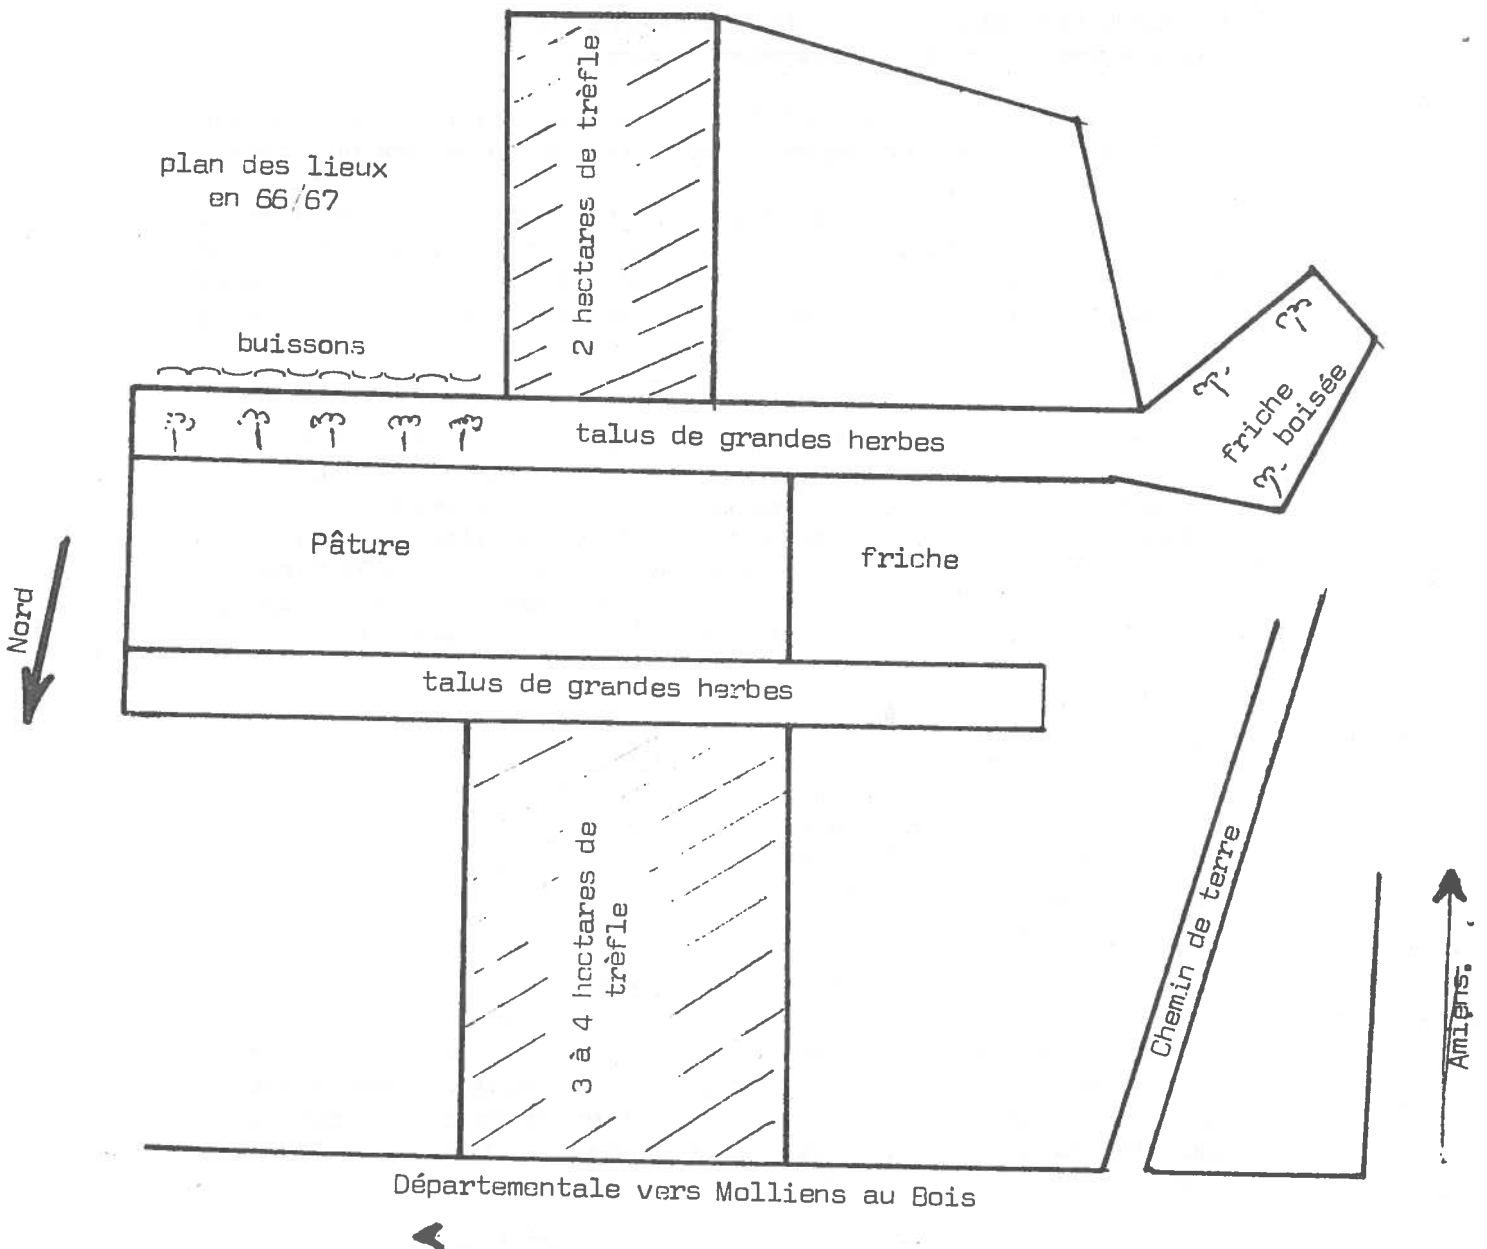 plan des lieux
en 66/67
2 hectares de trèfle
buissons
talus de grandes herbes
friche
boisée
Pâture
friche
Nord
talus de grandes herbes
3 à 4 hectares de
trèfle
Chemin de terre
Amiens.
Départementale vers Molliens au Bois